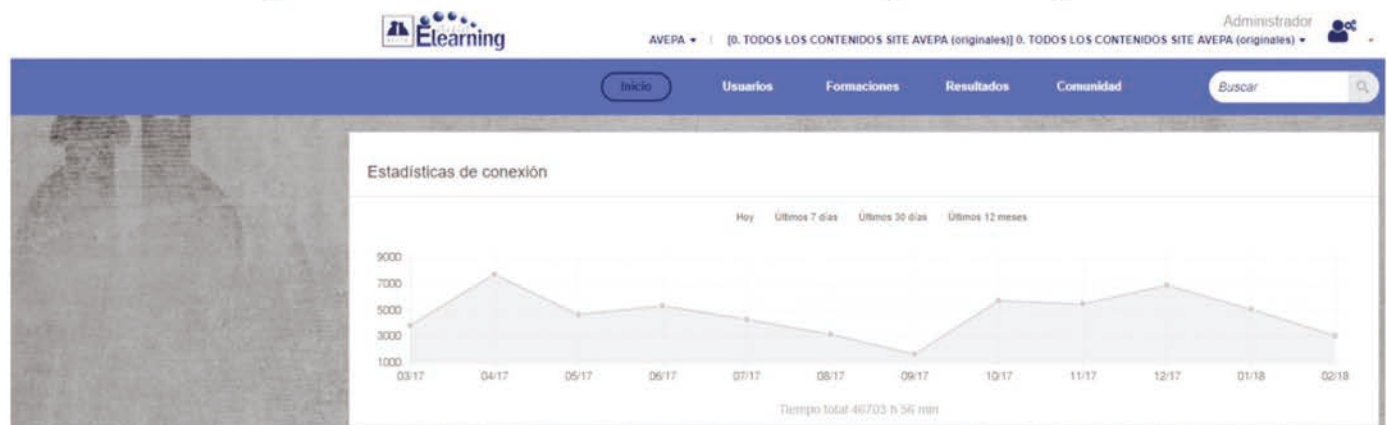 Elearning
Administrador
AVEPA
[0. TODOS LOS CONTENIDOS SITE AVEPA (originales)] 0. TODOS LOS CONTENIDOS SITE AVEPA (originales)
Inicio
Usuarios
Formaciones
Resultados
Comunidad
Buscar
Estadísticas de conexión
Hoy
Últimos 7 días
Últimos 30 días
Últimos 12 meses
9000
7000
5000
3000
1000
03/17
04/17
05/17
06/17
07/17
08/17
09/17
10/17
11/17
12/17
01/18
02/18
Tiempo total 46703 h 56 min